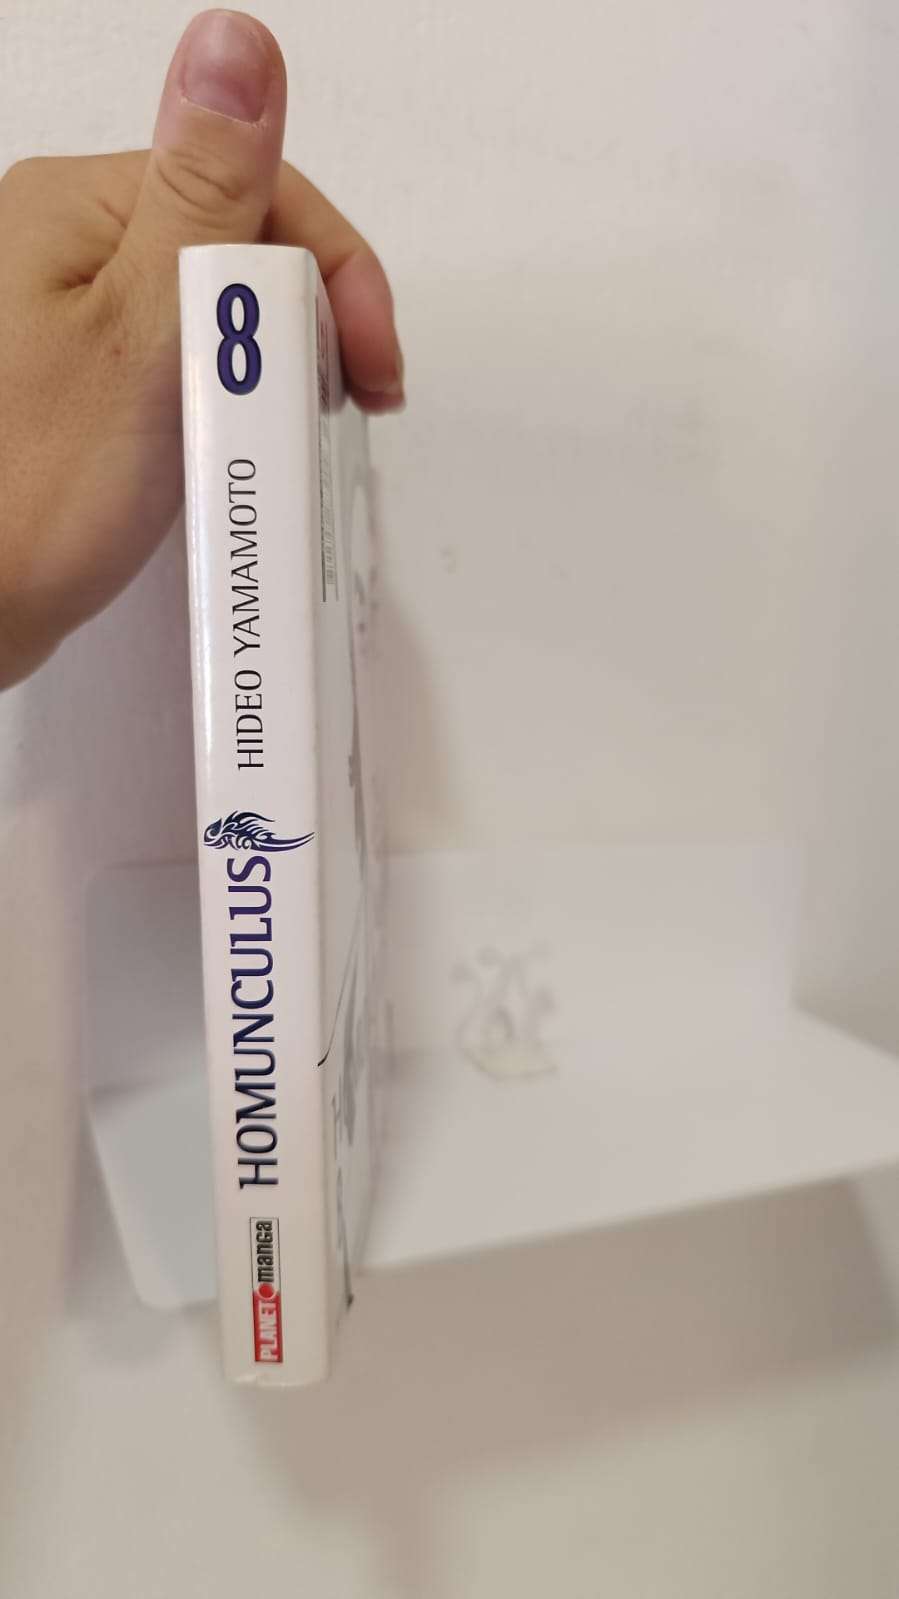 8
HIDEO YAMAMOTO
HOMUNCULUS
PLANET manga